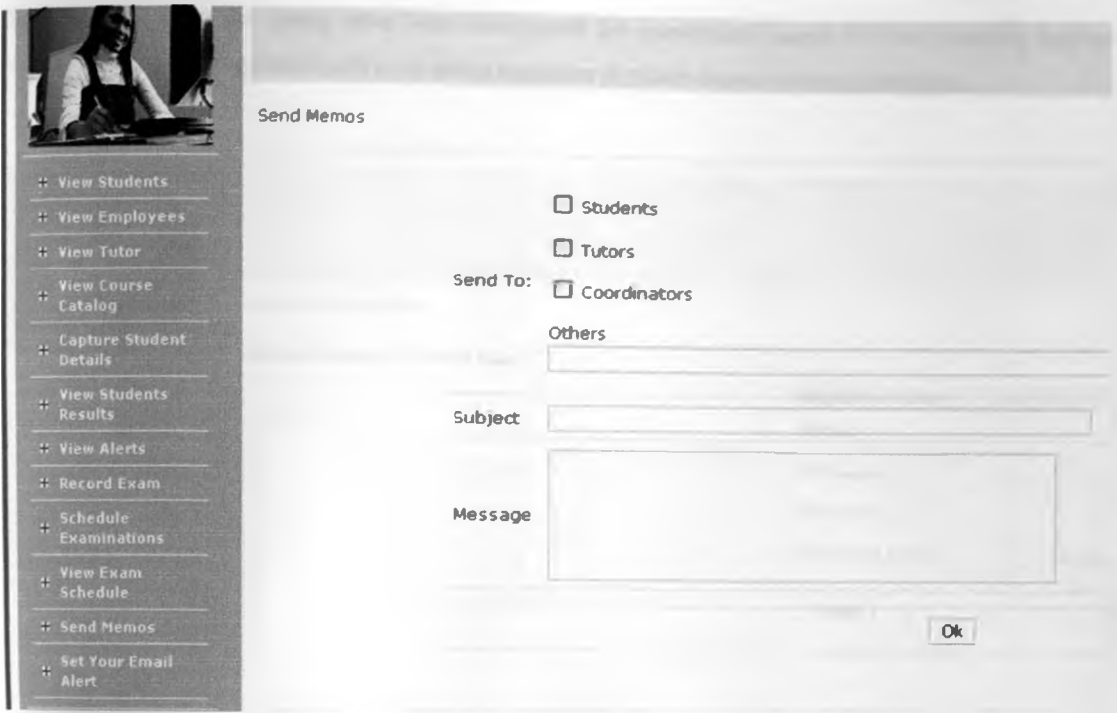 View Students
View Employees
View Tutor
View Course
Catalog
Capture Student
Details
View Students
Results
View Alerts
Record Exam
Schedule
Examinations
View Exam
Schedule
Send Memos
Set Your Email
Alert
Send Memos
Send To:
Students
Tutors
Coordinators
Others
Subject
Message
Ok